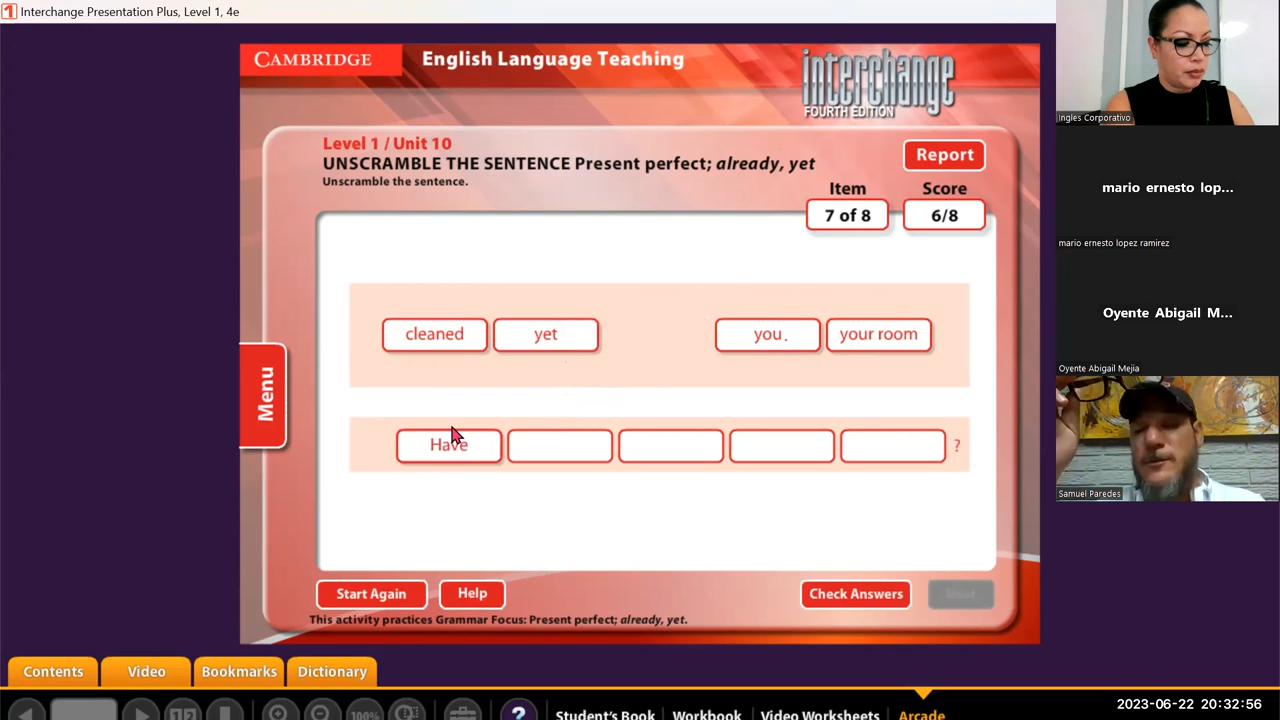 Interchange Presentation Plus, Level 1, 4e
CAMBRIDGE
English Language Teaching
interchange
FOURTH EDITION
Level 1 / Unit 10
UNSCRAMBLE THE SENTENCE Present perfect; already, yet
Unscramble the sentence.
Report
Item
Score
7 of 8
6/8
cleaned
yet
you .
your room
Menu
Have
?
Start Again
Help
Check Answers
This activity practices Grammar Focus: Present perfect; already, yet.
Contents
Video
Bookmarks
Dictionary
100%
?
Student's Book
Workbook
Video Worksheets
Arcade
Ingles Corporativo
mario ernesto lop...
mario ernesto lopez ramirez
Oyente Abigail M...
Oyente Abigail Mejia
Samuel Paredes
2023-06-22 20:32:56